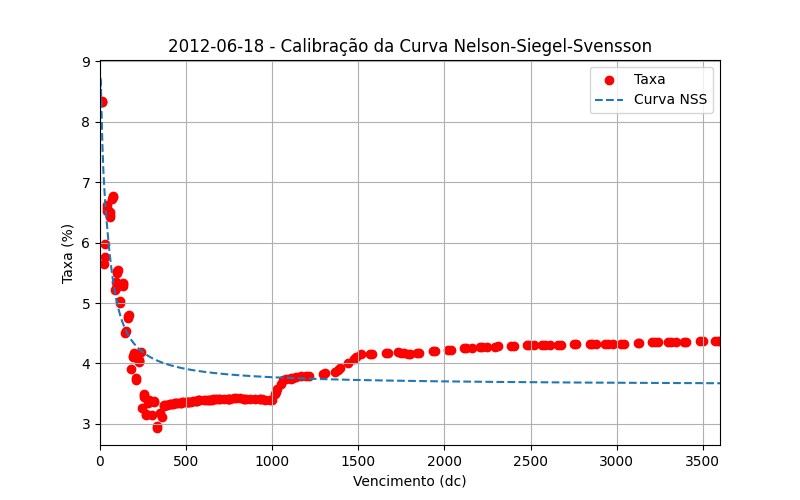 2012-06-18 - Calibração da Curva Nelson-Siegel-Svensson
Taxa
Curva NSS
Taxa (%)
9
8
7
6
5
4
3
0 500 1000 1500 2000 2500 3000 3500
Vencimento (dc)